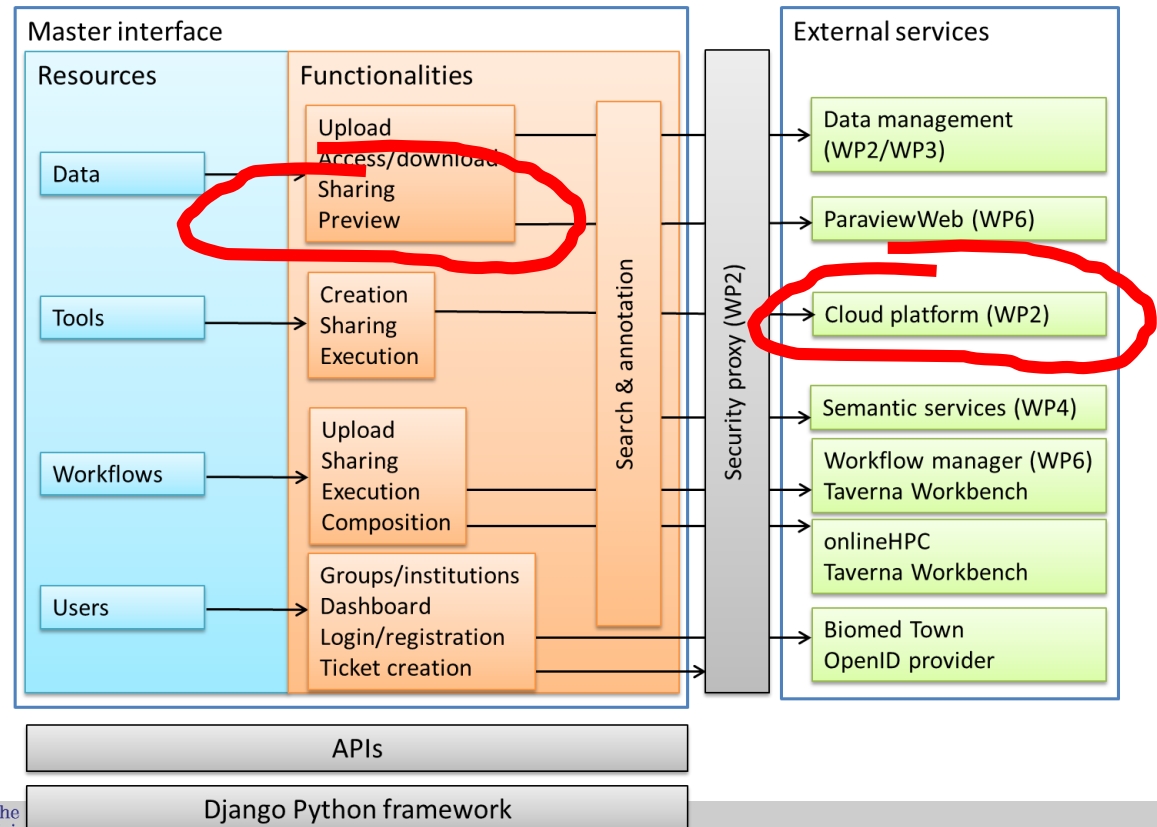 Master interface
Resources
Functionalities
Data
Upload
Access/download
Sharing
Preview
Tools
Creation
Sharing
Execution
Workflows
Upload
Sharing
Execution
Composition
Users
Groups/institutions
Dashboard
Login/registration
Ticket creation
Search & annotation
Security proxy (WP2)
External services
Data management
(WP2/WP3)
ParaviewWeb (WP6)
Cloud platform (WP2)
Semantic services (WP4)
Workflow manager (WP6)
Taverna Workbench
onlineHPC
Taverna Workbench
Biomed Town
OpenID provider
APIs
Django Python framework
he